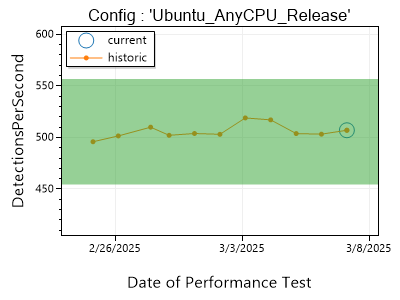 Config : 'Ubuntu_AnyCPU_Release'
600
550
500
450
DetectionsPerSecond
current
historic
2/26/2025
3/3/2025
3/8/2025
Date of Performance Test